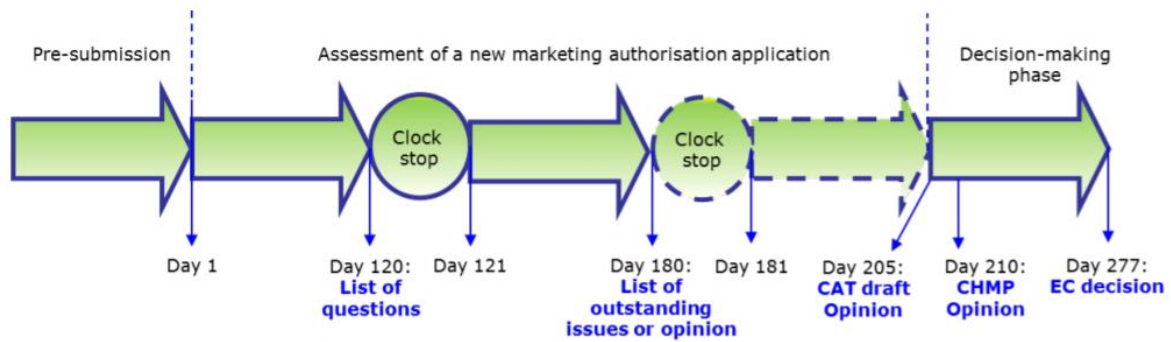 Pre-submission
Assessment of a new marketing authorisation application
Decision-making
phase
Clock
stop
Clock
stop
Day 1
Day 120:
List of
questions
Day 121
Day 180:
List of
outstanding
issues or opinion
Day 181
Day 205:
CAT draft
Opinion
Day 210:
CHMP
Opinion
Day 277:
EC decision